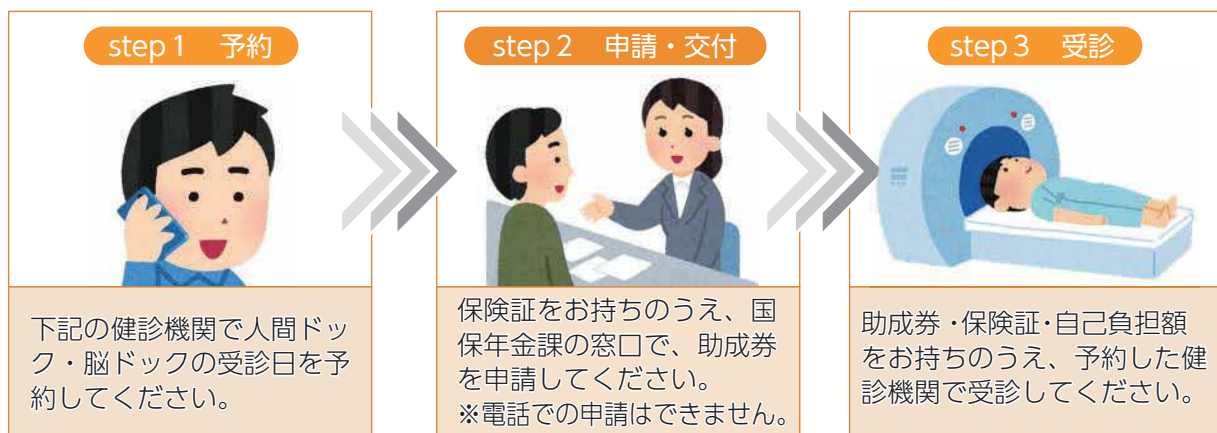 step 1 予約
下記の健診機関で人間ドッ
ク・脳ドックの受診日を予
約してください。
step 2 申請・交付
保険証をお持ちのうえ、国
保年金課の窓口で、助成券
を申請してください。
※電話での申請はできません。
step 3 受診
助成券・保険証・自己負担額
をお持ちのうえ、予約した健
診機関で受診してください。